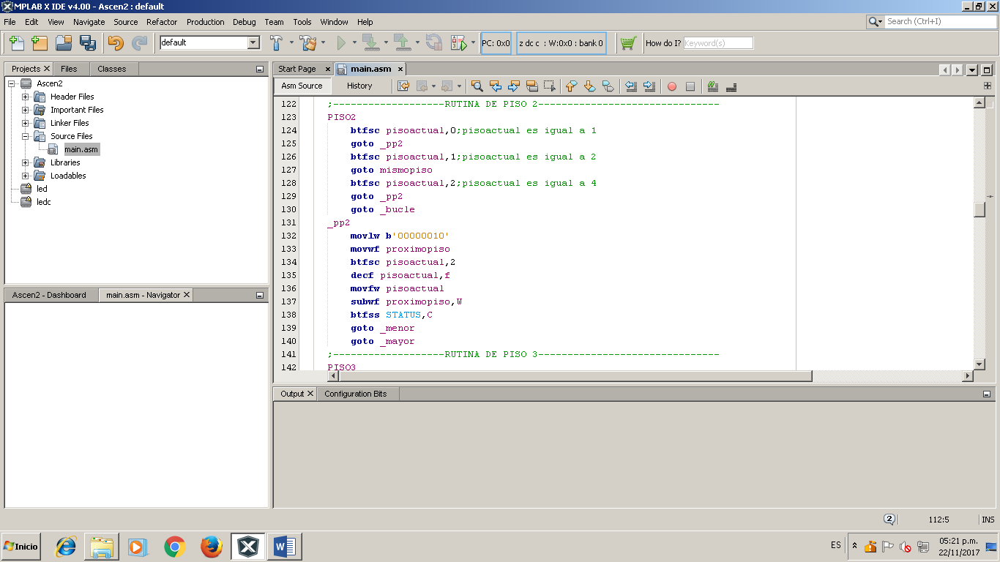 MPLAB X IDE v4.00 - Ascen2 : default
File Edit View Navigate Source Refactor Production Debug Team Tools Window Help
Search (Ctrl+I)
default
PC: 0x0
z dc c : W:0x0 : bank 0
How do I? Keyword(s)
Projects Files Classes
Ascen2
Header Files
Important Files
Linker Files
Source Files
main.asm
Libraries
Loadables
led
ledc
Ascen2 - Dashboard main.asm - Navigator
Start Page main.asm
Asm Source History
122 ;-------------------RUTINA DE PISO 2-------------------------------
123 PISO2
124 btfsc pisoactual,0;pisoactual es igual a 1
125 goto _pp2
126 btfsc pisoactual,1;pisoactual es igual a 2
127 goto mismopiso
128 btfsc pisoactual,2;pisoactual es igual a 4
129 goto _pp2
130 goto _bucle
131 _pp2
132 movlw b'00000010'
133 movwf proximopiso
134 btfsc pisoactual,2
135 decf pisoactual,f
136 movfw pisoactual
137 subwf proximopiso,W
138 btfss STATUS,C
139 goto _menor
140 goto _mayor
141 ;-------------------RUTINA DE PISO 3-------------------------------
142 PISO3
Output Configuration Bits
2 112:5 INS
Inicio
ES
05:21 p.m.
22/11/2017